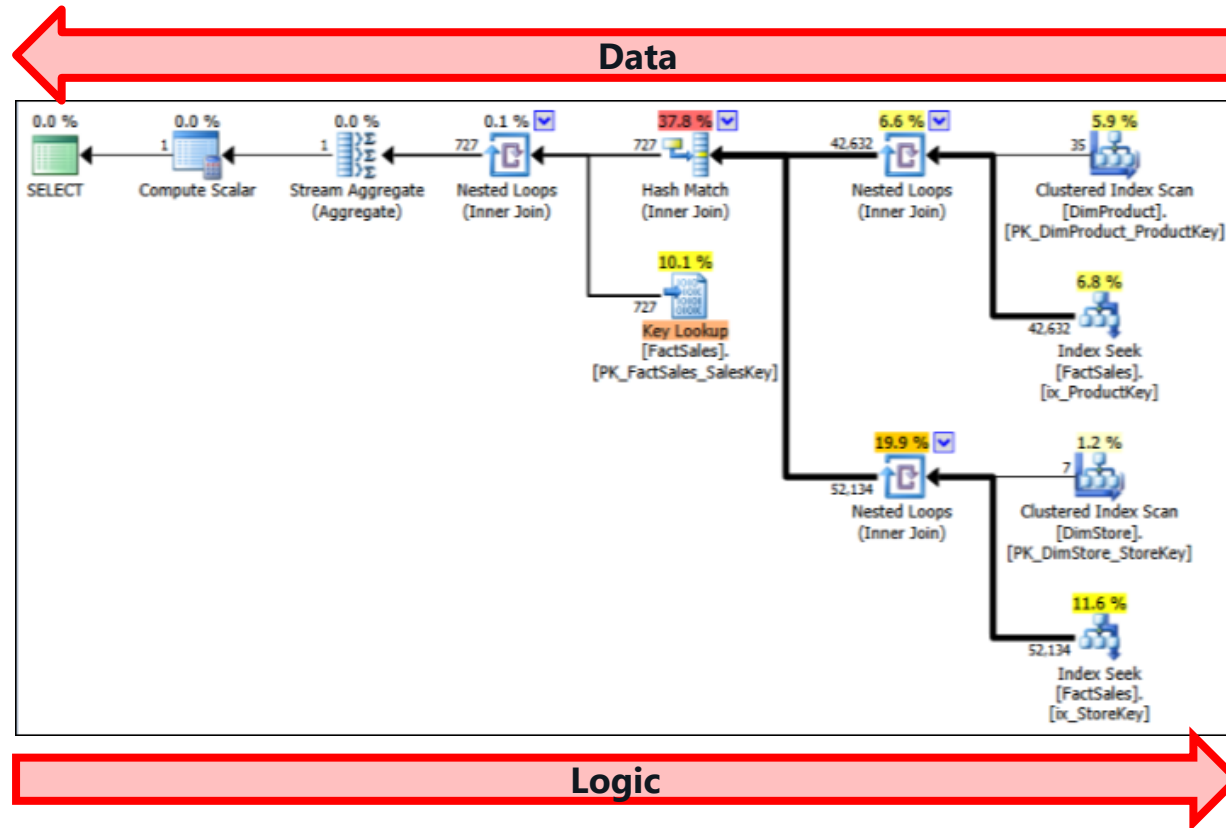 Data
0.0 %
0.0 %
0.0 %
0.1 %
37.8 %
6.6 %
5.9 %
1
1
727
727
42,632
35
SELECT
Compute Scalar
Stream Aggregate
(Aggregate)
Nested Loops
(Inner Join)
Hash Match
(Inner Join)
Nested Loops
(Inner Join)
Clustered Index Scan
[DimProduct].
[PK_DimProduct_ProductKey]
10.1 %
727
Key Lookup
[FactSales].
[PK_FactSales_SalesKey]
6.8 %
42,632
Index Seek
[FactSales].
[ix_ProductKey]
19.9 %
52,134
Nested Loops
(Inner Join)
1.2 %
7
Clustered Index Scan
[DimStore].
[PK_DimStore_StoreKey]
11.6 %
52,134
Index Seek
[FactSales].
[ix_StoreKey]
Logic